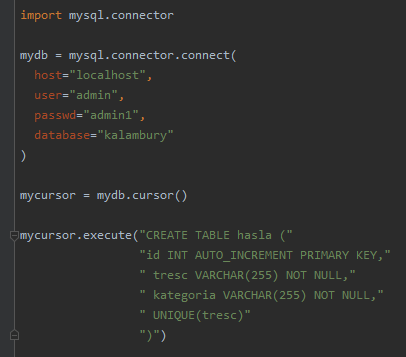 import mysql.connector
mydb = mysql.connector.connect(
host="localhost",
user="admin",
passwd="admin1",
database="kalambury"
)
mycursor = mydb.cursor()
mycursor.execute("CREATE TABLE hasla ("
"id INT AUTO_INCREMENT PRIMARY KEY,"
" tresc VARCHAR(255) NOT NULL,"
" kategoria VARCHAR(255) NOT NULL,"
" UNIQUE(tresc)"
")")